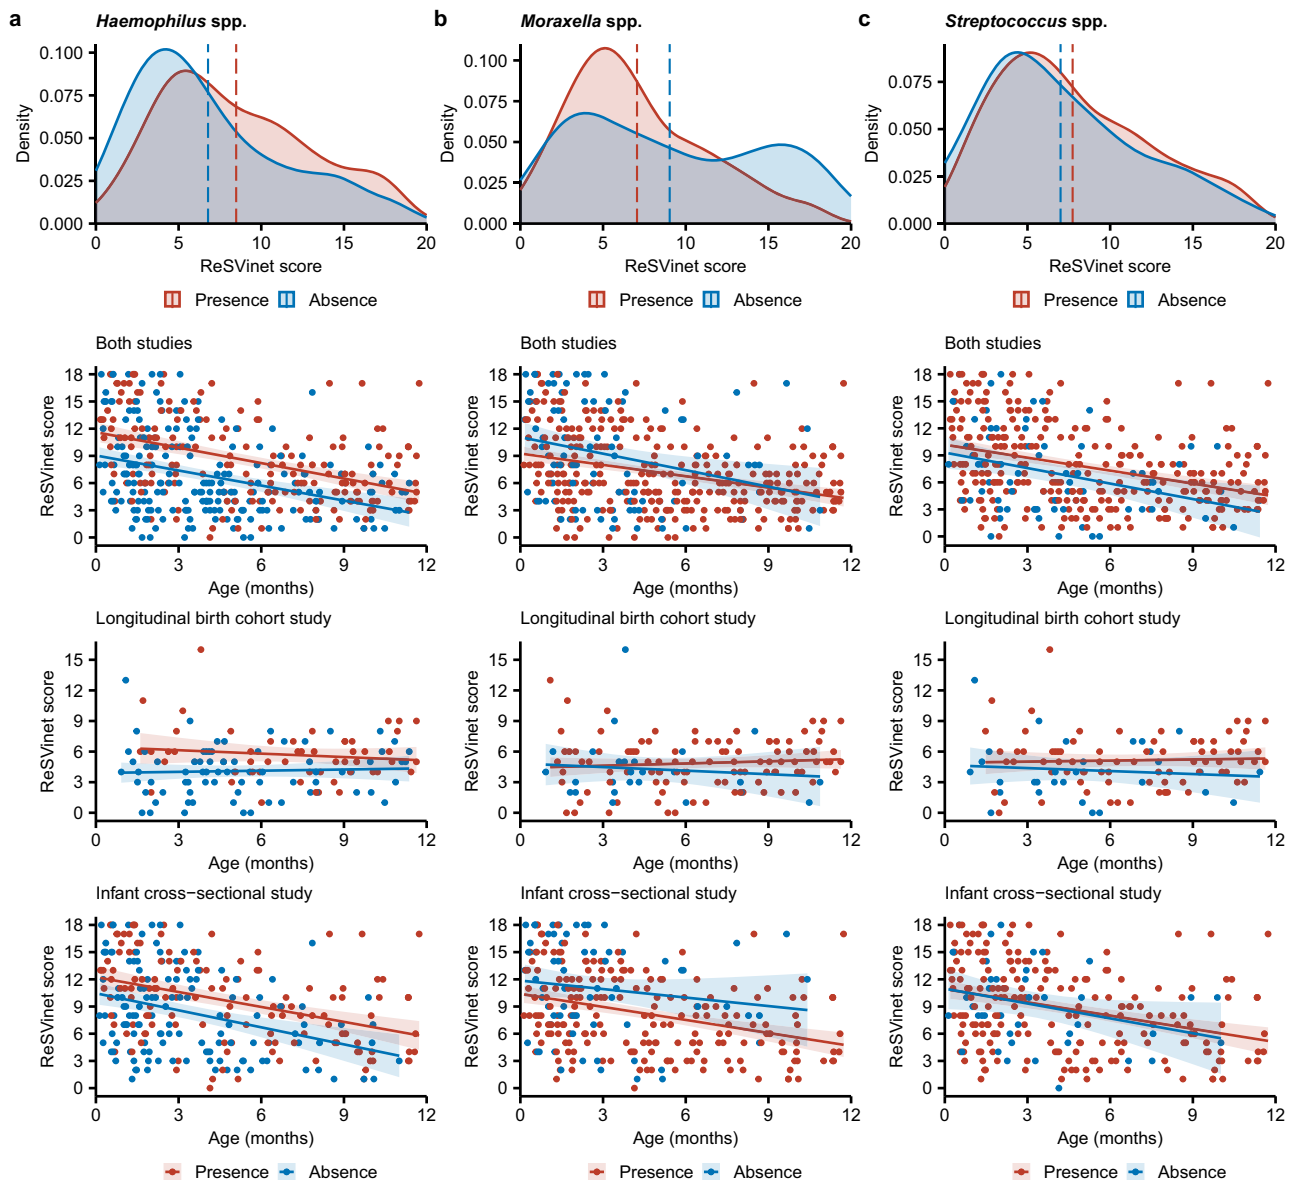 a Haemophilus spp.
b Moraxella spp.
c Streptococcus spp.
Density
0.100
0.075
0.050
0.025
0.000
0 5 10 15 20
ReSVinet score
Presence Absence
Density
0.100
0.075
0.050
0.025
0.000
0 5 10 15 20
ReSVinet score
Presence Absence
Density
0.075
0.050
0.025
0.000
0 5 10 15 20
ReSVinet score
Presence Absence
Both studies
ReSVinet score
18
15
12
9
6
3
0
0 3 6 9 12
Age (months)
Both studies
ReSVinet score
18
15
12
9
6
3
0
0 3 6 9 12
Age (months)
Both studies
ReSVinet score
18
15
12
9
6
3
0
0 3 6 9 12
Age (months)
Longitudinal birth cohort study
ReSVinet score
15
12
9
6
3
0
0 3 6 9 12
Age (months)
Longitudinal birth cohort study
ReSVinet score
15
12
9
6
3
0
0 3 6 9 12
Age (months)
Longitudinal birth cohort study
ReSVinet score
15
12
9
6
3
0
0 3 6 9 12
Age (months)
Infant cross−sectional study
ReSVinet score
18
15
12
9
6
3
0
0 3 6 9 12
Age (months)
Presence Absence
Infant cross−sectional study
ReSVinet score
18
15
12
9
6
3
0
0 3 6 9 12
Age (months)
Presence Absence
Infant cross−sectional study
ReSVinet score
18
15
12
9
6
3
0
0 3 6 9 12
Age (months)
Presence Absence